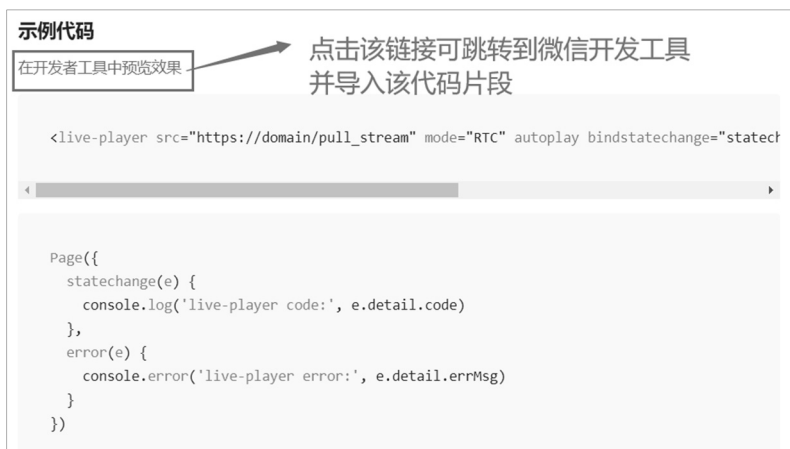 示例代码
在开发者工具中预览效果
点击该链接可跳转到微信开发工具
并导入该代码片段
<live-player src="https://domain/pull_stream" mode="RTC" autoplay bindstatechange="statech
Page({
  statechange(e) {
    console.log('live-player code:', e.detail.code)
  },
  error(e) {
    console.error('live-player error:', e.detail.errMsg)
  }
})